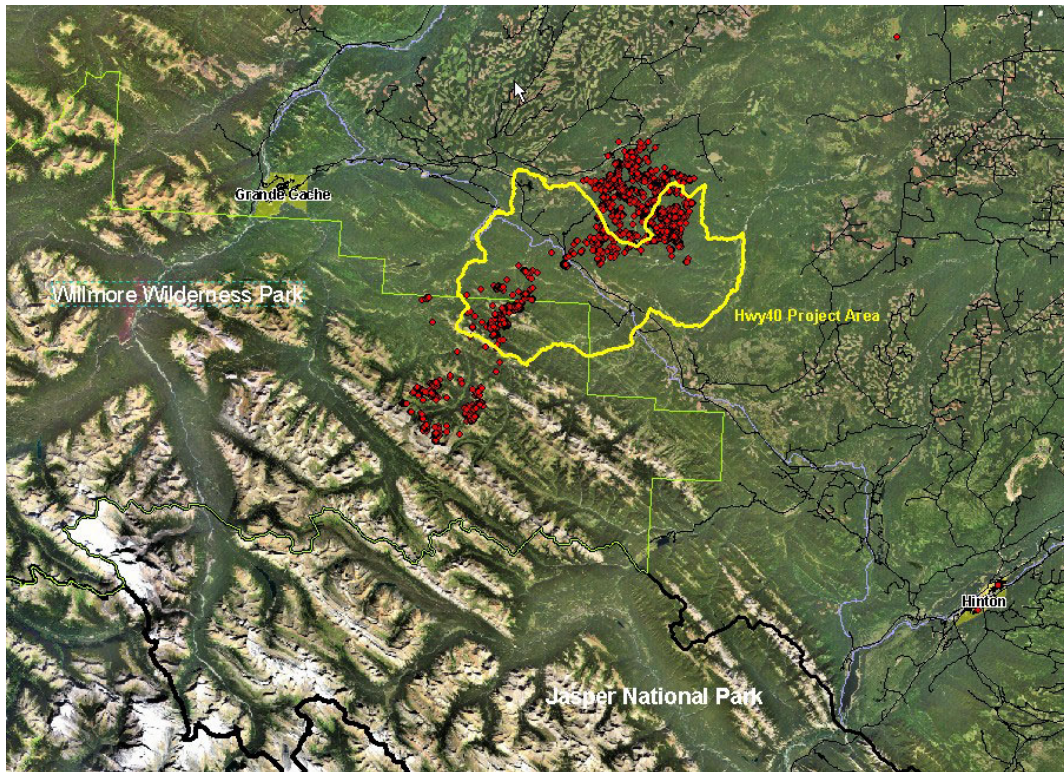 Grande Cache
Willmore Wilderness Park
Hwy40 Project Area
Hinton
Jasper National Park